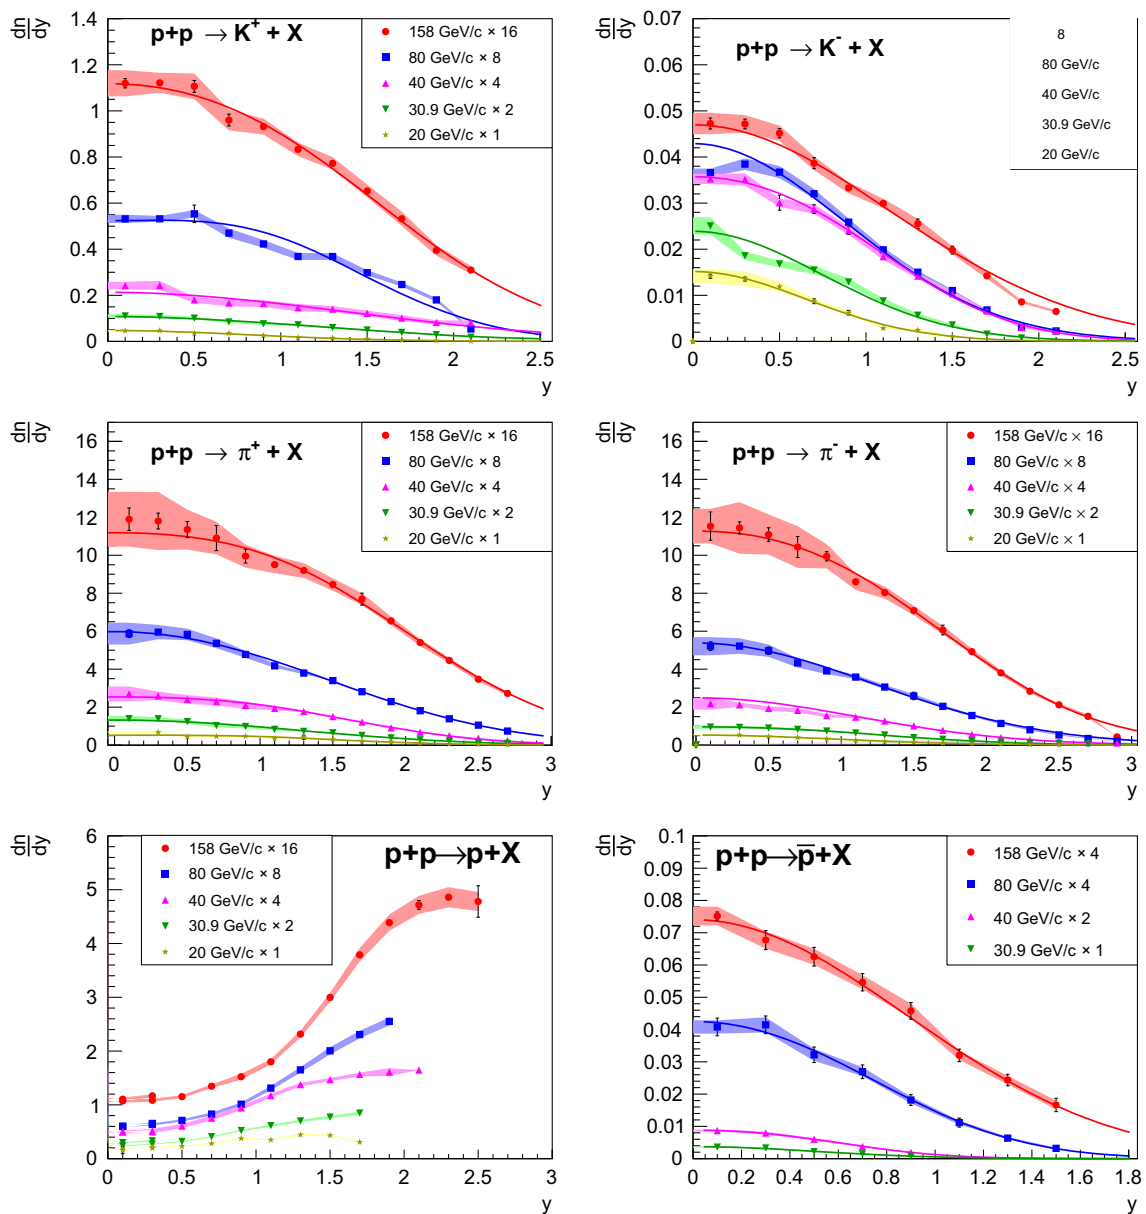 dn
dy
p+p → K+ + X
158 GeV/c × 16
80 GeV/c × 8
40 GeV/c × 4
30.9 GeV/c × 2
20 GeV/c × 1
1.4
1.2
1
0.8
0.6
0.4
0.2
0
0.5 1 1.5 2 2.5
y
dn
dy
p+p → K- + X
8
80 GeV/c
40 GeV/c
30.9 GeV/c
20 GeV/c
0.07
0.06
0.05
0.04
0.03
0.02
0.01
0
0 0.5 1 1.5 2 2.5
y
dn
dy
p+p → π+ + X
158 GeV/c × 16
80 GeV/c × 8
40 GeV/c × 4
30.9 GeV/c × 2
20 GeV/c × 1
16
14
12
10
8
6
4
2
0
0 0.5 1 1.5 2 2.5 3
y
dn
dy
p+p → π- + X
158 GeV/c × 16
80 GeV/c × 8
40 GeV/c × 4
30.9 GeV/c × 2
20 GeV/c × 1
16
14
12
10
8
6
4
2
0
0 0.5 1 1.5 2 2.5 3
y
dn
dy
158 GeV/c × 16
80 GeV/c × 8
40 GeV/c × 4
30.9 GeV/c × 2
20 GeV/c × 1
p+p→p+X
6
5
4
3
2
1
0
0 0.5 1 1.5 2 2.5 3
y
dn
dy
p+p→p̅+X
158 GeV/c × 4
80 GeV/c × 4
40 GeV/c × 2
30.9 GeV/c × 1
0.1
0.09
0.08
0.07
0.06
0.05
0.04
0.03
0.02
0.01
0
0 0.2 0.4 0.6 0.8 1 1.2 1.4 1.6 1.8
y